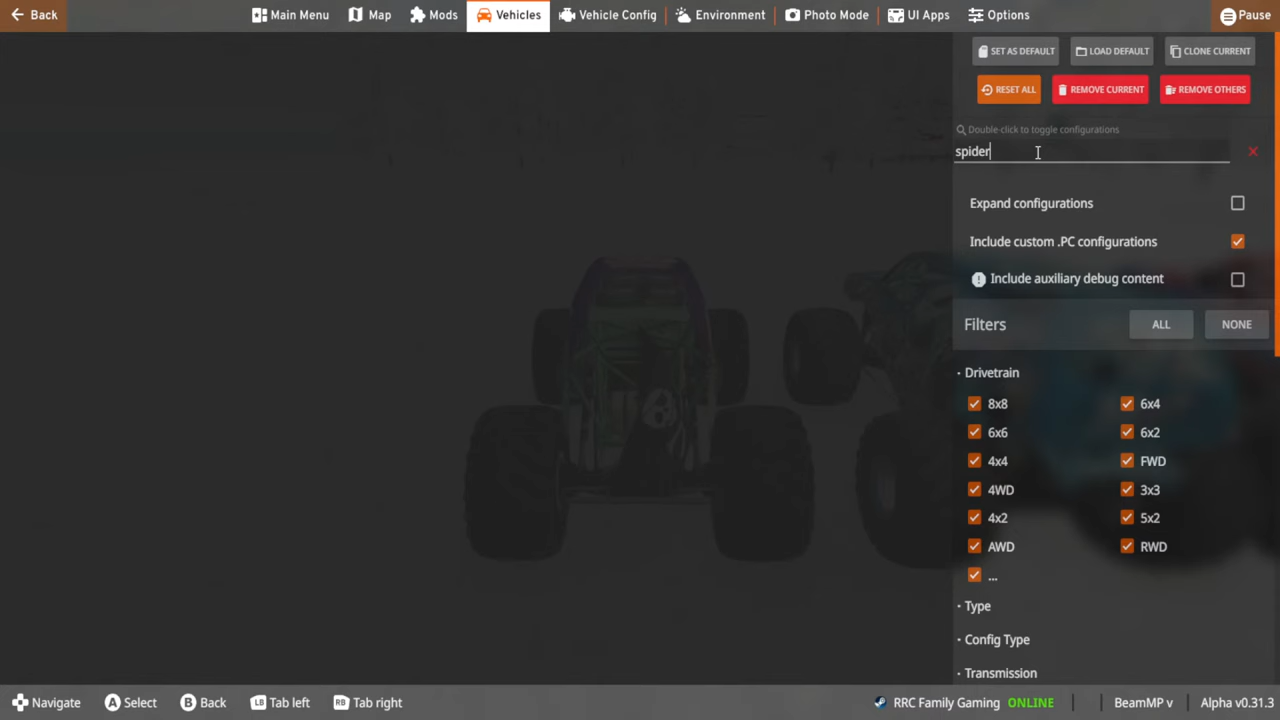 Back
Main Menu
Map
Mods
Vehicles
Vehicle Config
Environment
Photo Mode
UI Apps
Options
Pause
SET AS DEFAULT
LOAD DEFAULT
CLONE CURRENT
RESET ALL
REMOVE CURRENT
REMOVE OTHERS
Double-click to toggle configurations
spider
Expand configurations
Include custom .PC configurations
Include auxiliary debug content
Filters
ALL
NONE
Drivetrain
8x8
6x4
6x6
6x2
4x4
FWD
4WD
3x3
4x2
5x2
AWD
RWD
...
Type
Config Type
Transmission
Navigate
A Select
B Back
LB Tab left
RB Tab right
RRC Family Gaming ONLINE
BeamMP v
Alpha v0.31.3